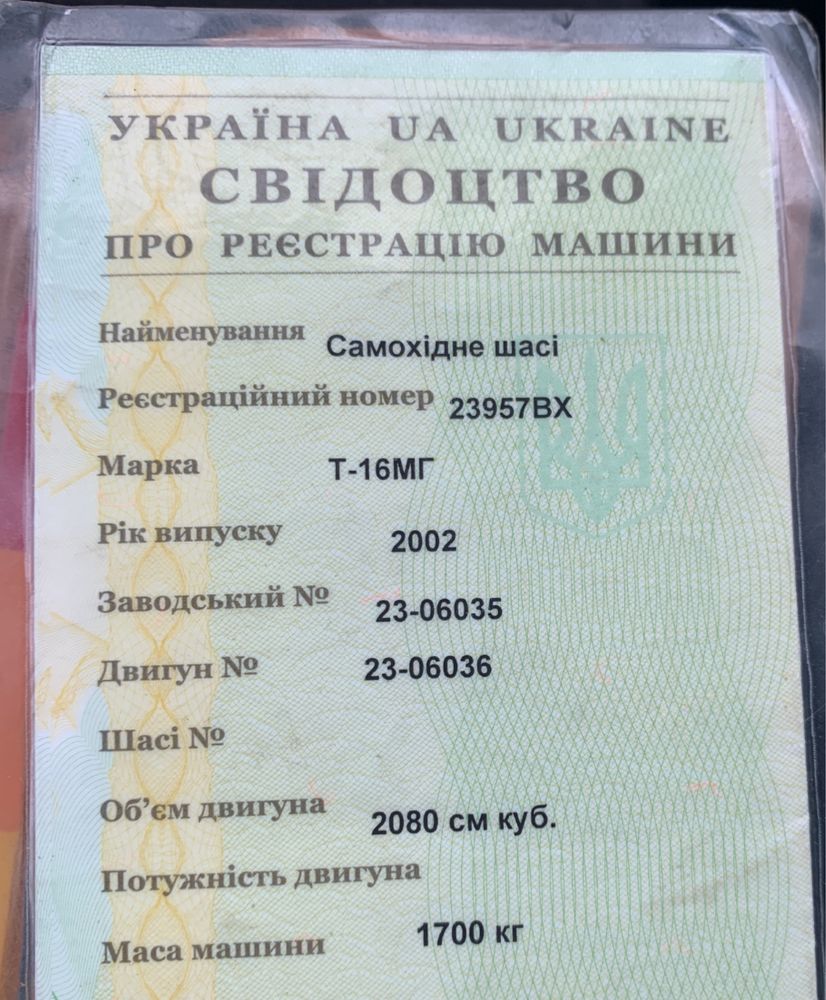 УКРАЇНА UA UKRAINE
СВІДОЦТВО
ПРО РЕЄСТРАЦІЮ МАШИНИ
Найменування Самохідне шасі
Реєстраційний номер 23957ВХ
Марка Т-16МГ
Рік випуску 2002
Заводський № 23-06035
Двигун № 23-06036
Шасі №
Об’єм двигуна 2080 см куб.
Потужність двигуна
Маса машини 1700 кг